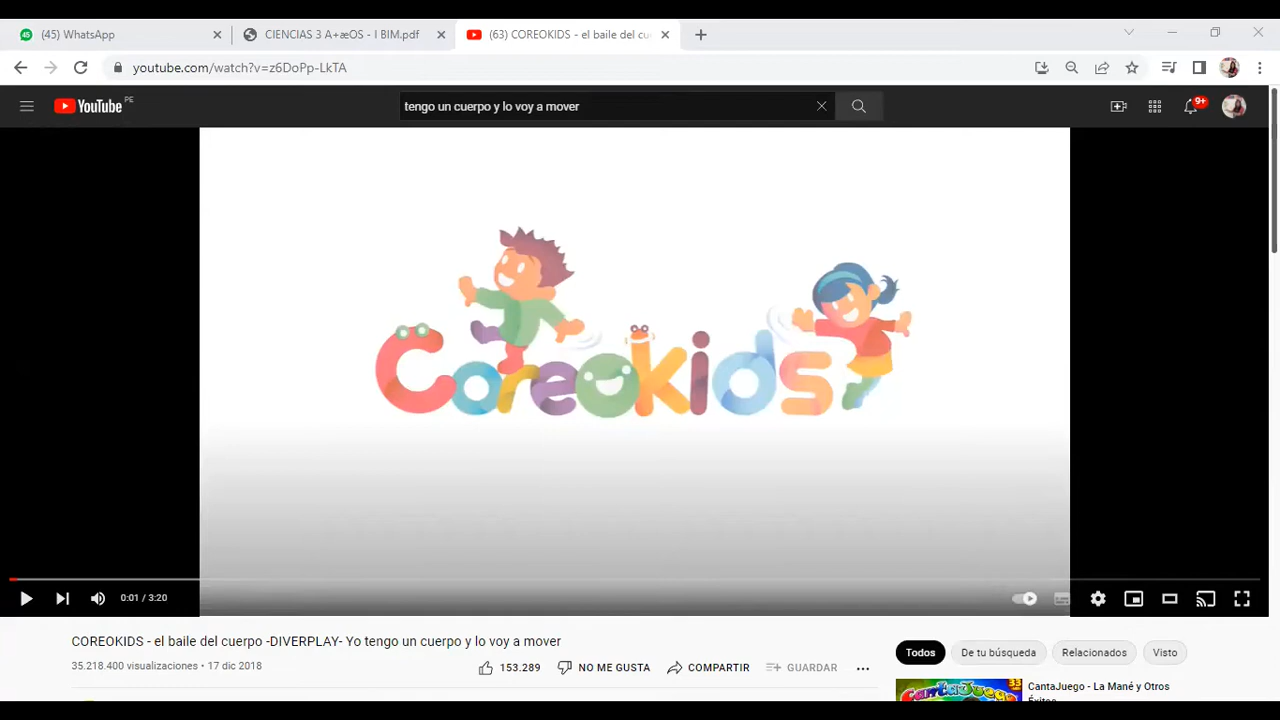 (45) WhatsApp
CIENCIAS 3 A+æOS - I BIM.pdf
(63) COREOKIDS - el baile del cu
youtube.com/watch?v=z6DoPp-LkTA
YouTube PE
tengo un cuerpo y lo voy a mover
9+
Coreokids
0:01 / 3:20
COREOKIDS - el baile del cuerpo -DIVERPLAY- Yo tengo un cuerpo y lo voy a mover
35.218.400 visualizaciones • 17 dic 2018
153.289 NO ME GUSTA COMPARTIR GUARDAR
Todos De tu búsqueda Relacionados Visto
CantaJuego - La Mané y Otros
Éxitos
CantaJuego